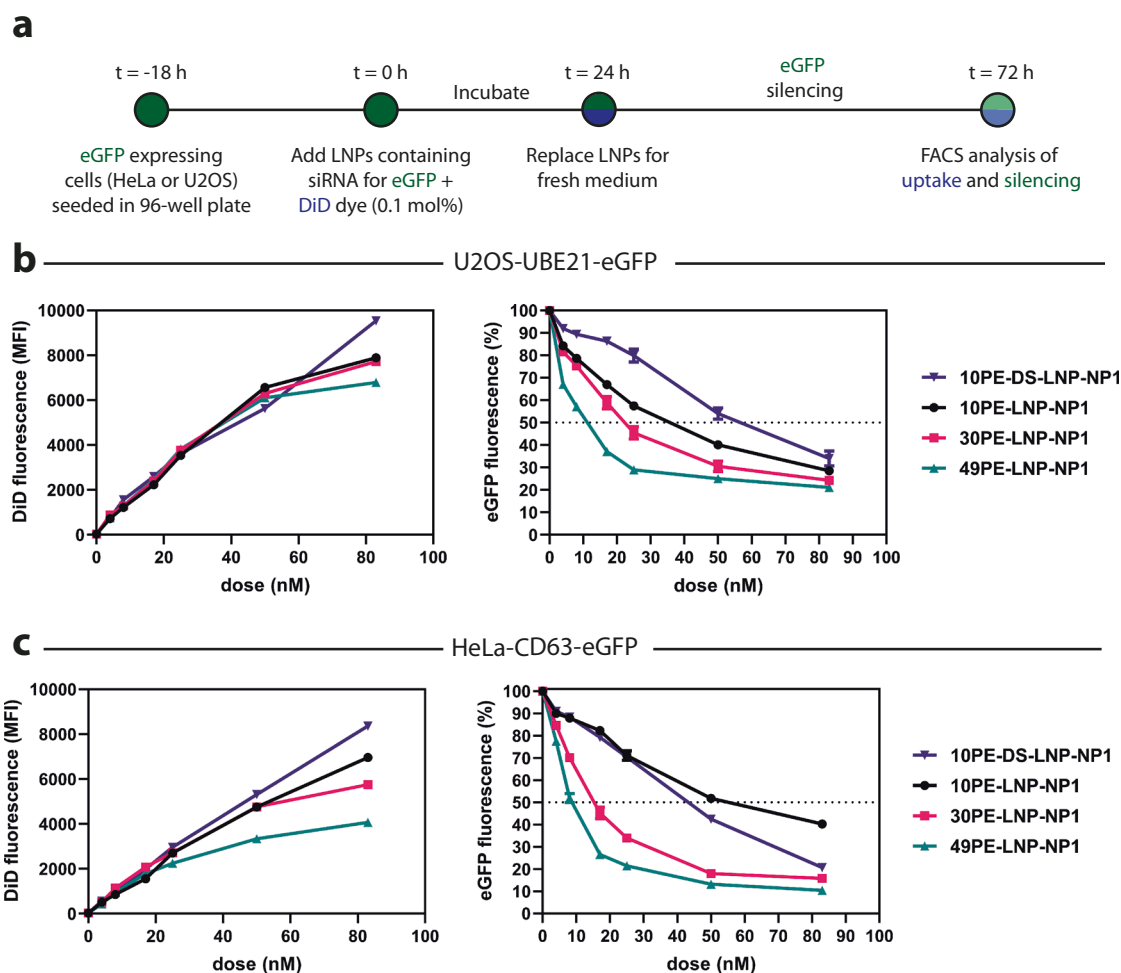 a
t = -18 h
t = 0 h
t = 24 h
t = 72 h
Incubate
eGFP
silencing
eGFP expressing
cells (HeLa or U2OS)
seeded in 96-well plate
Add LNPs containing
siRNA for eGFP +
DiD dye (0.1 mol%)
Replace LNPs for
fresh medium
FACS analysis of
uptake and silencing
b
U2OS-UBE21-eGFP
DiD fluorescence (MFI)
10000
8000
6000
4000
2000
0
0 20 40 60 80 100
dose (nM)
eGFP fluorescence (%)
100
90
80
70
60
50
40
30
20
10
0
0 10 20 30 40 50 60 70 80 90 100
dose (nM)
10PE-DS-LNP-NP1
10PE-LNP-NP1
30PE-LNP-NP1
49PE-LNP-NP1
c
HeLa-CD63-eGFP
DiD fluorescence (MFI)
10000
8000
6000
4000
2000
0
0 20 40 60 80 100
dose (nM)
eGFP fluorescence (%)
100
90
80
70
60
50
40
30
20
10
0
0 10 20 30 40 50 60 70 80 90 100
dose (nM)
10PE-DS-LNP-NP1
10PE-LNP-NP1
30PE-LNP-NP1
49PE-LNP-NP1